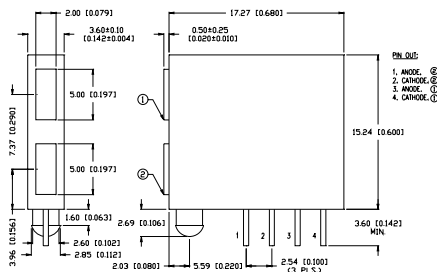 2.00 [0.079]
3.60±0.10
[0.142±0.004]
0.50±0.25
[0.020±0.010]
17.27 [0.680]
PIN OUT:
1, ANODE, ②
2, CATHODE, ②
3, ANODE, ①
4, CATHODE, ①
5.00 [0.197]
①
7.37 [0.290]
15.24 [0.600]
5.00 [0.197]
②
3.96 [0.156]
1.60 [0.063]
2.69 [0.106]
1 2 3 4
3.60 [0.142]
MIN.
2.60 [0.102]
2.85 [0.112]
2.03 [0.080]
5.59 [0.220]
2.54 [0.100]
(3 PLS.)